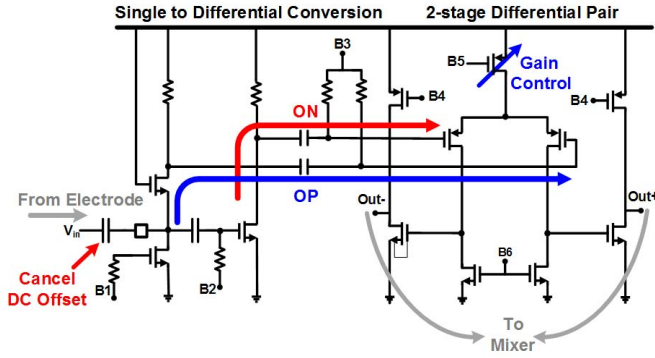 Single to Differential Conversion
2-stage Differential Pair
B3
B5
Gain
Control
B4
B4
ON
OP
From Electrode
Vin
Out-
Out+
Cancel
DC Offset
B1
B2
B6
To
Mixer